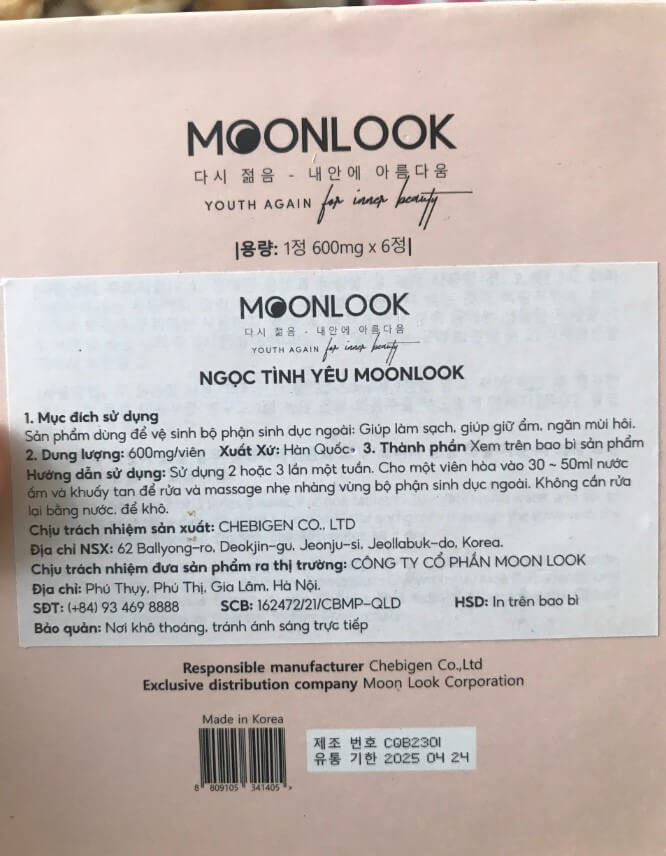 MOONLOOK
다시 젊음 - 내안에 아름다움
YOUTH AGAIN for inner beauty
|용량: 1정 600mg x 6정|
MOONLOOK
다시 젊음 - 내안에 아름다움
YOUTH AGAIN for inner beauty
NGỌC TÌNH YÊU MOONLOOK
1. Mục đích sử dụng
Sản phẩm dùng để vệ sinh bộ phận sinh dục ngoài: Giúp làm sạch, giúp giữ ẩm, ngăn mùi hôi.
2. Dung lượng: 600mg/viên Xuất Xứ: Hàn Quốc 3. Thành phần Xem trên bao bì sản phẩm
Hướng dẫn sử dụng: Sử dụng 2 hoặc 3 lần một tuần. Cho một viên hòa vào 30 ~ 50ml nước
ấm và khuấy tan để rửa và massage nhẹ nhàng vùng bộ phận sinh dục ngoài. Không cần rửa
lại bằng nước. để khô.
Chịu trách nhiệm sản xuất: CHEBIGEN CO., LTD
Địa chỉ NSX: 62 Ballyong-ro, Deokjin-gu, Jeonju-si, Jeollabuk-do, Korea.
Chịu trách nhiệm đưa sản phẩm ra thị trường: CÔNG TY CỔ PHẦN MOON LOOK
Địa chỉ: Phú Thụy, Phú Thị, Gia Lâm, Hà Nội.
SĐT: (+84) 93 469 8888 SCB: 162472/21/CBMP-QLD HSD: In trên bao bì
Bảo quản: Nơi khô thoáng, tránh ánh sáng trực tiếp
Responsible manufacturer Chebigen Co.,Ltd
Exclusive distribution company Moon Look Corporation
Made in Korea
제조 번호 CQB2301
유통 기한 2025 04 24
8 809105 341405 >